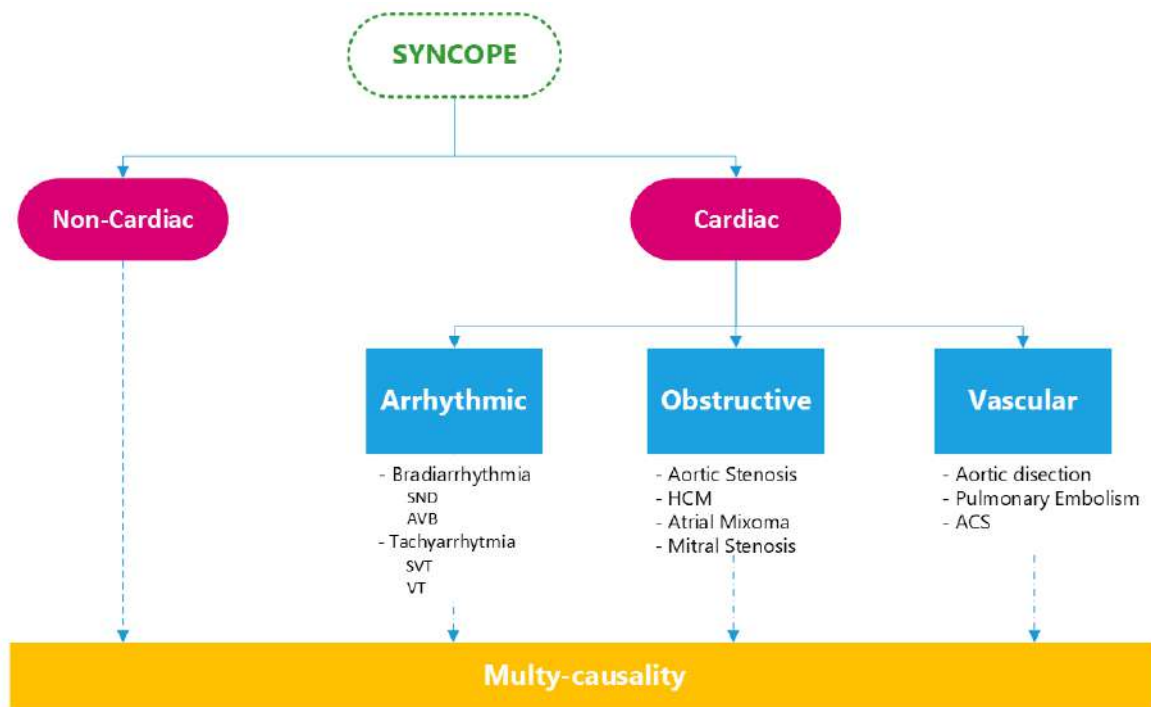 SYNCOPE
Non-Cardiac
Cardiac
Arrhythmic
- Bradiarrhythmia
SND
AVB
- Tachyarrytmia
SVT
VT
Obstructive
- Aortic Stenosis
- HCM
- Atrial Mixoma
- Mitral Stenosis
Vascular
- Aortic disection
- Pulmonary Embolism
- ACS
Multy-causality